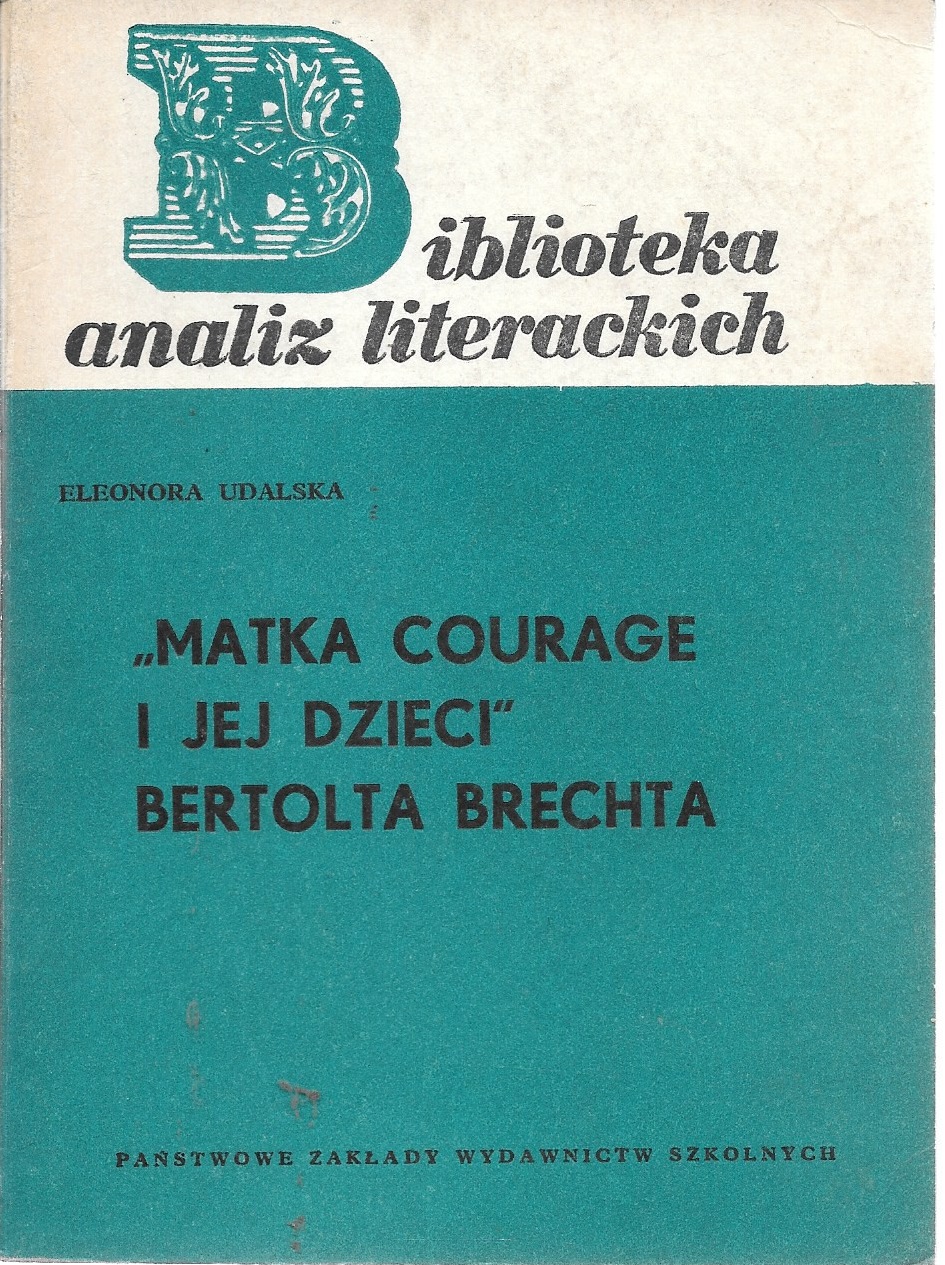 Biblioteka
analiz literackich
ELEONORA UDALSKA
„MATKA COURAGE
I JEJ DZIECI“
BERTOLTA BRECHTA
PAŃSTWOWE ZAKŁADY WYDAWNICTW SZKOLNYCH